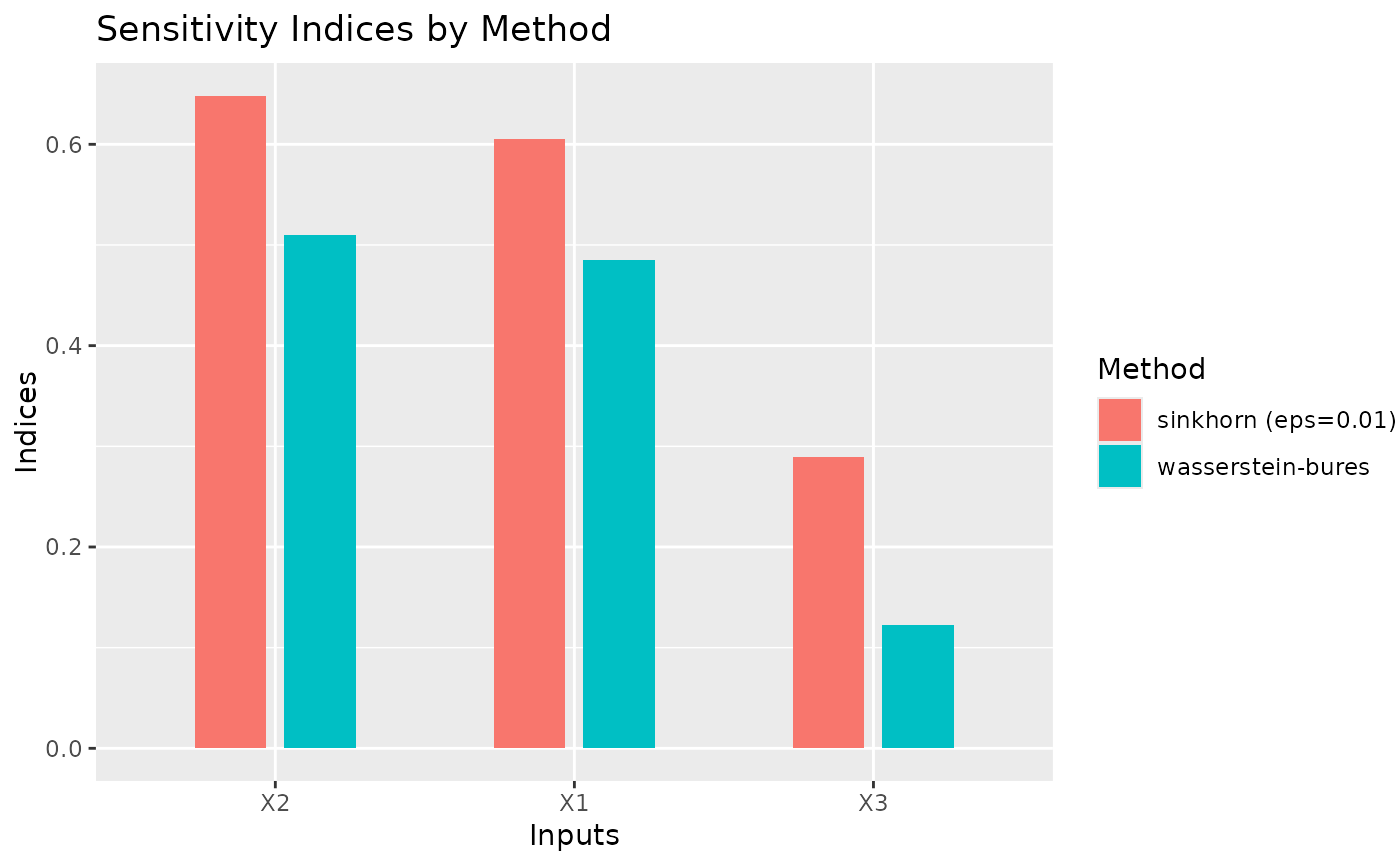 Sensitivity Indices by Method
0.6
0.4
0.2
0.0
Indices
X2
X1
X3
Inputs
Method
sinkhorn (eps=0.01)
wasserstein-bures